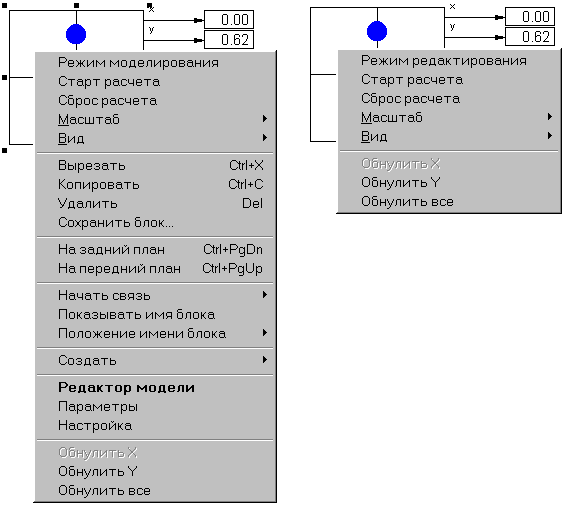 x
0.00
y
0.62
Режим моделирования
Старт расчета
Сброс расчета
Масштаб
Вид
Вырезать Ctrl+X
Копировать Ctrl+C
Удалить Del
Сохранить блок...
На задний план Ctrl+PgDn
На передний план Ctrl+PgUp
Начать связь
Показывать имя блока
Положение имени блока
Создать
Редактор модели
Параметры
Настройка
Обнулить X
Обнулить Y
Обнулить все
x
0.00
y
0.62
Режим редактирования
Старт расчета
Сброс расчета
Масштаб
Вид
Обнулить X
Обнулить Y
Обнулить все